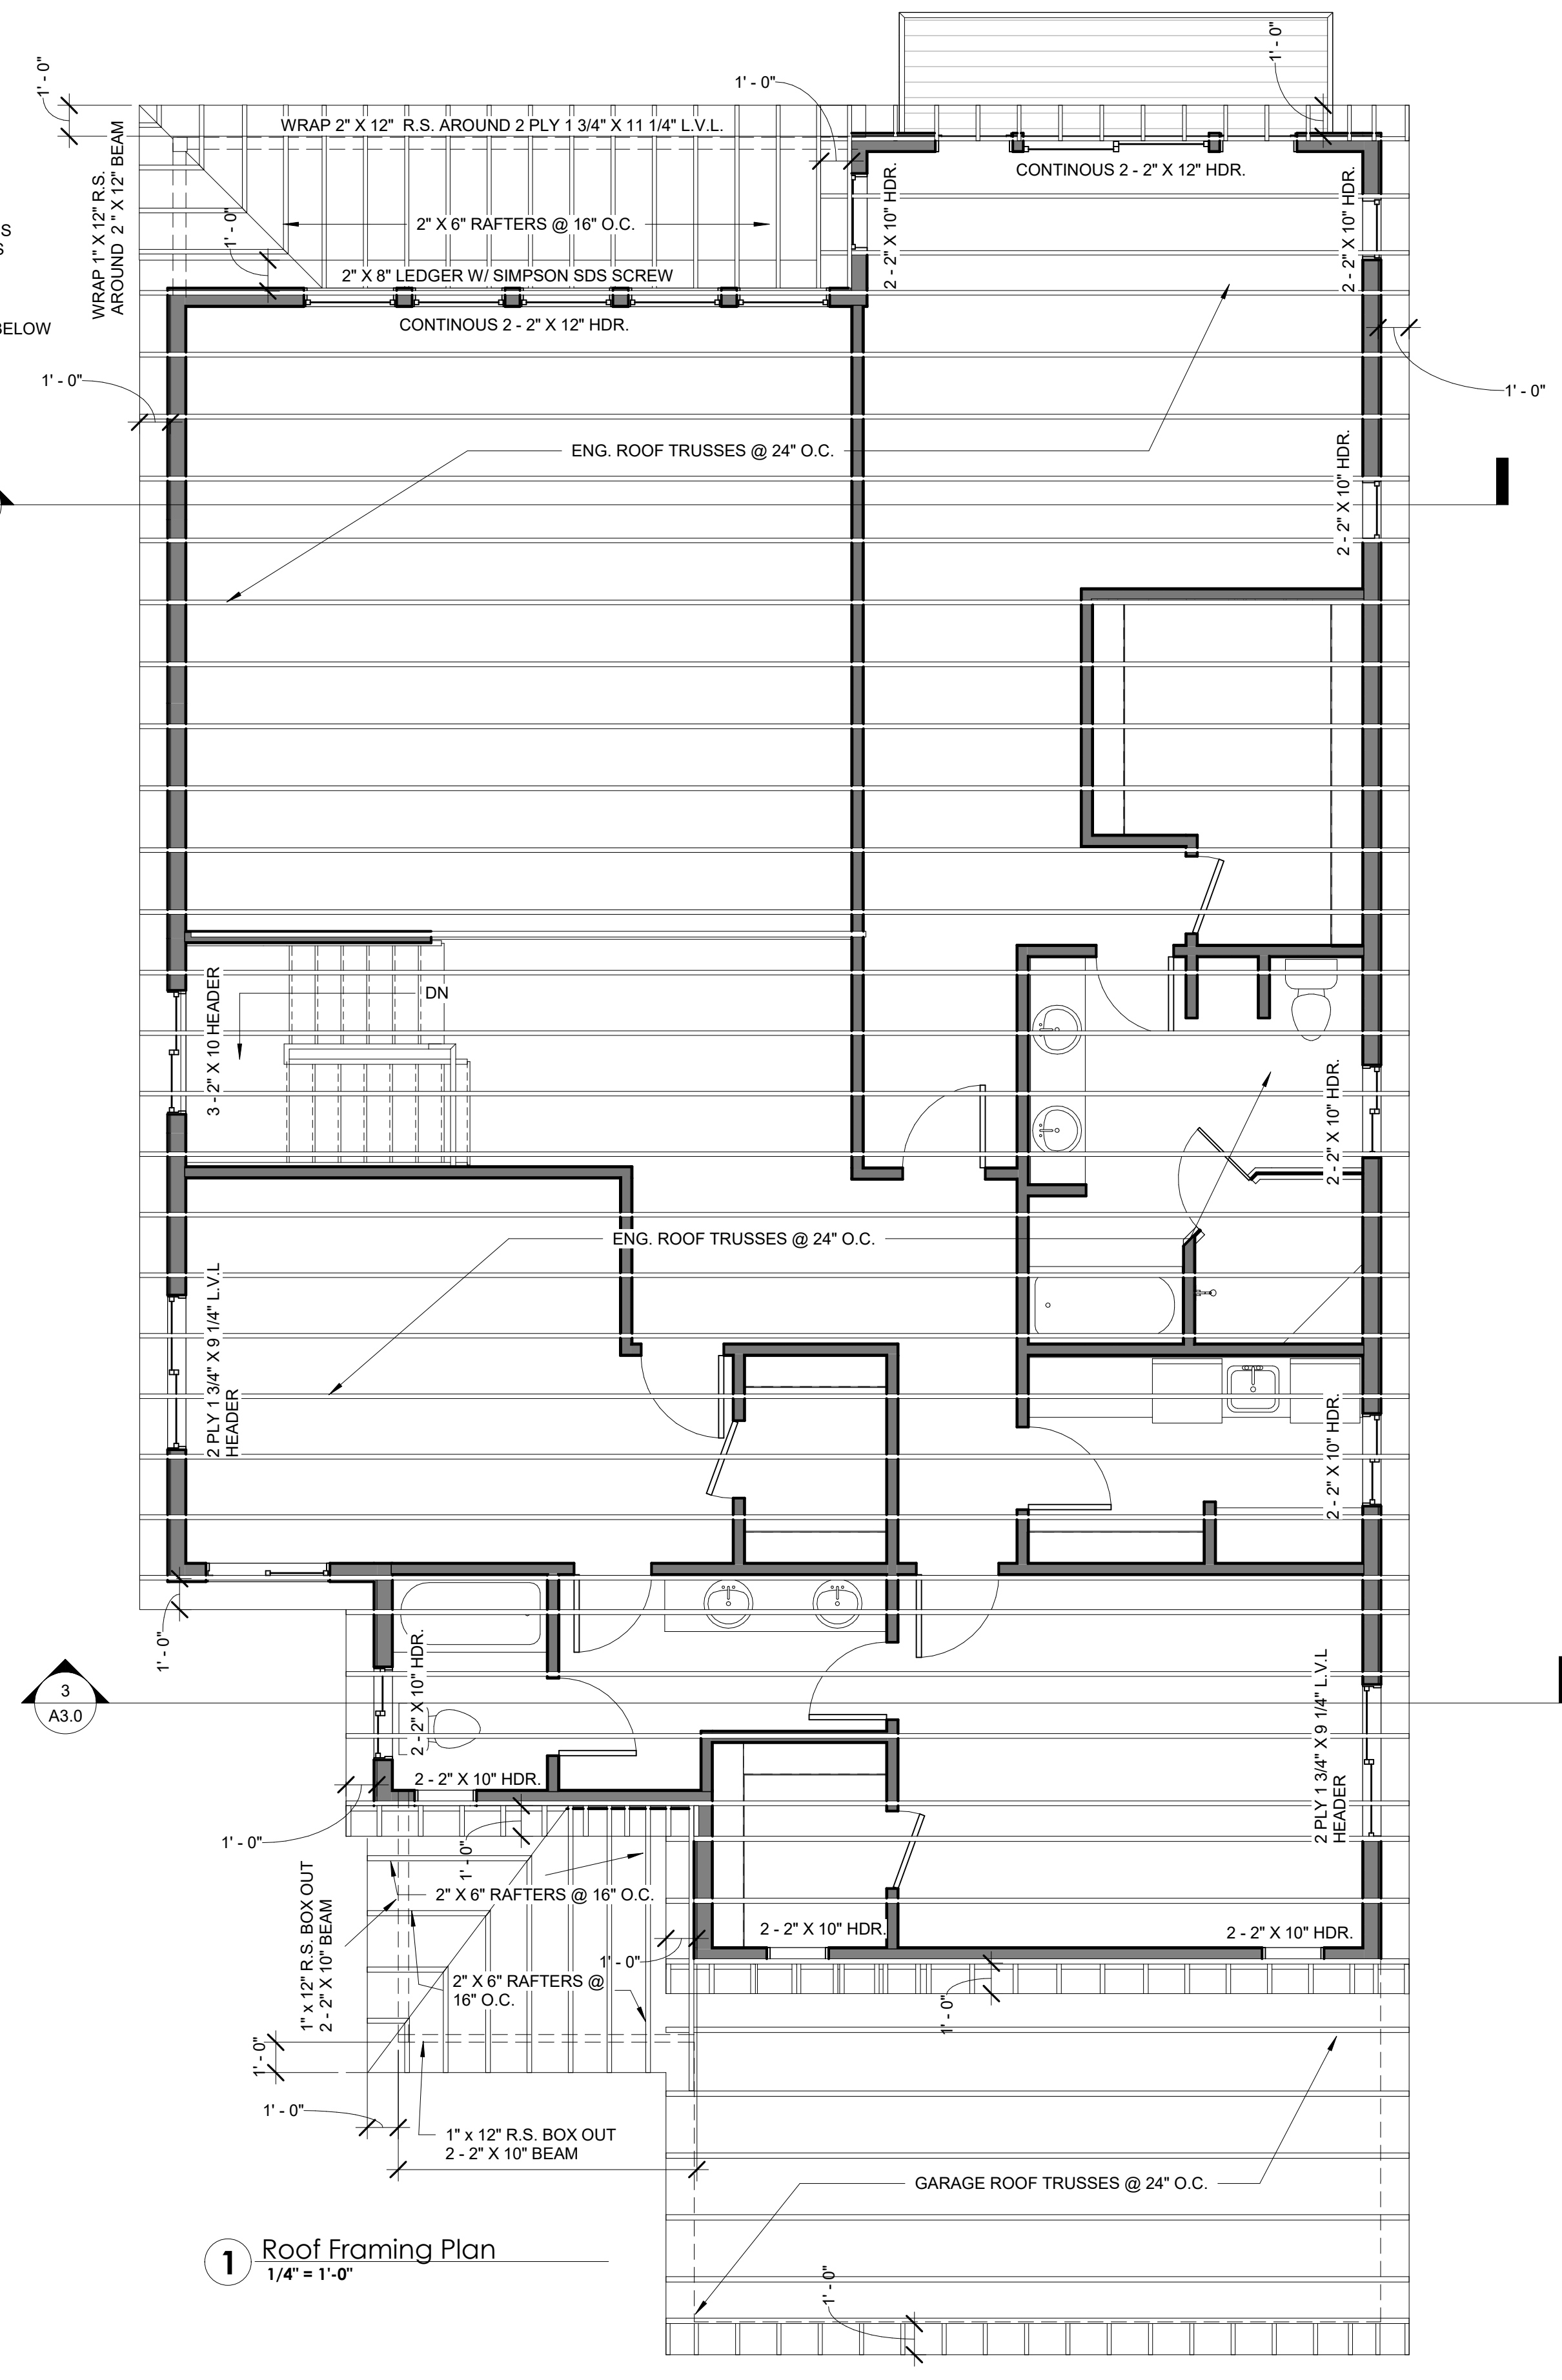 1' - 0"
1' - 0"
1' - 0"
WRAP 2" X 12"  R.S. AROUND 2 PLY 1 3/4" X 11 1/4" L.V.L.
WRAP 1" X 12" R.S.
AROUND  2 " X 12" BEAM
CONTINOUS 2 - 2" X 12" HDR.
2 - 2" X 10" HDR.
2 - 2" X 10" HDR.
1' - 0"
2" X 6" RAFTERS @ 16" O.C.
S
S
2" X 8" LEDGER W/ SIMPSON SDS SCREW
BELOW
CONTINOUS 2 - 2" X 12" HDR.
1' - 0"
1' - 0"
ENG. ROOF TRUSSES @ 24" O.C.
2 - 2" X 10" HDR.
3 - 2" X 10 HEADER
DN
2 - 2" X 10" HDR.
ENG. ROOF TRUSSES @ 24" O.C.
2 PLY 1 3/4" X 9 1/4" L.V.L
HEADER
2 - 2" X 10" HDR.
1' - 0"
2 - 2" X 10" HDR.
3
A3.0
2 PLY 1 3/4" X 9 1/4" L.V.L
HEADER
2 - 2" X 10" HDR.
1' - 0"
1' - 0"
1" x 12" R.S. BOX OUT
2 - 2" X 10" BEAM
2" X 6" RAFTERS @ 16" O.C.
2 - 2" X 10" HDR.
2 - 2" X 10" HDR.
1' - 0"
2" X 6" RAFTERS @
16" O.C.
1' - 0"
1' - 0"
1' - 0"
1" x 12" R.S. BOX OUT
2 - 2" X 10" BEAM
GARAGE ROOF TRUSSES @ 24" O.C.
1
Roof Framing Plan
1/4" = 1'-0"
1' - 0"